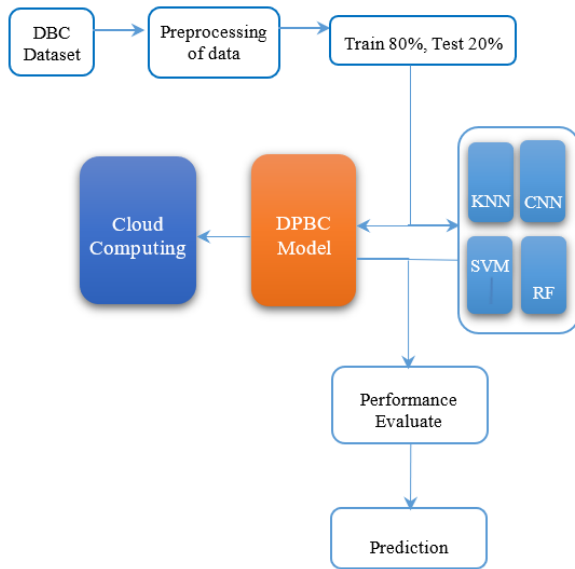 DBC
Dataset
Preprocessing
of data
Train 80%, Test 20%
Cloud
Computing
DPBC
Model
KNN
CNN
SVM
RF
Performance
Evaluate
Prediction